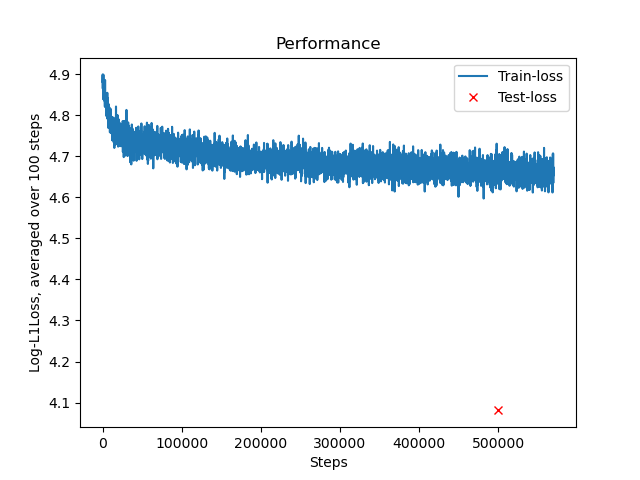 Performance
Log-L1Loss, averaged over 100 steps
4.9
4.8
4.7
4.6
4.5
4.4
4.3
4.2
4.1
Train-loss
Test-loss
0 100000 200000 300000 400000 500000
Steps